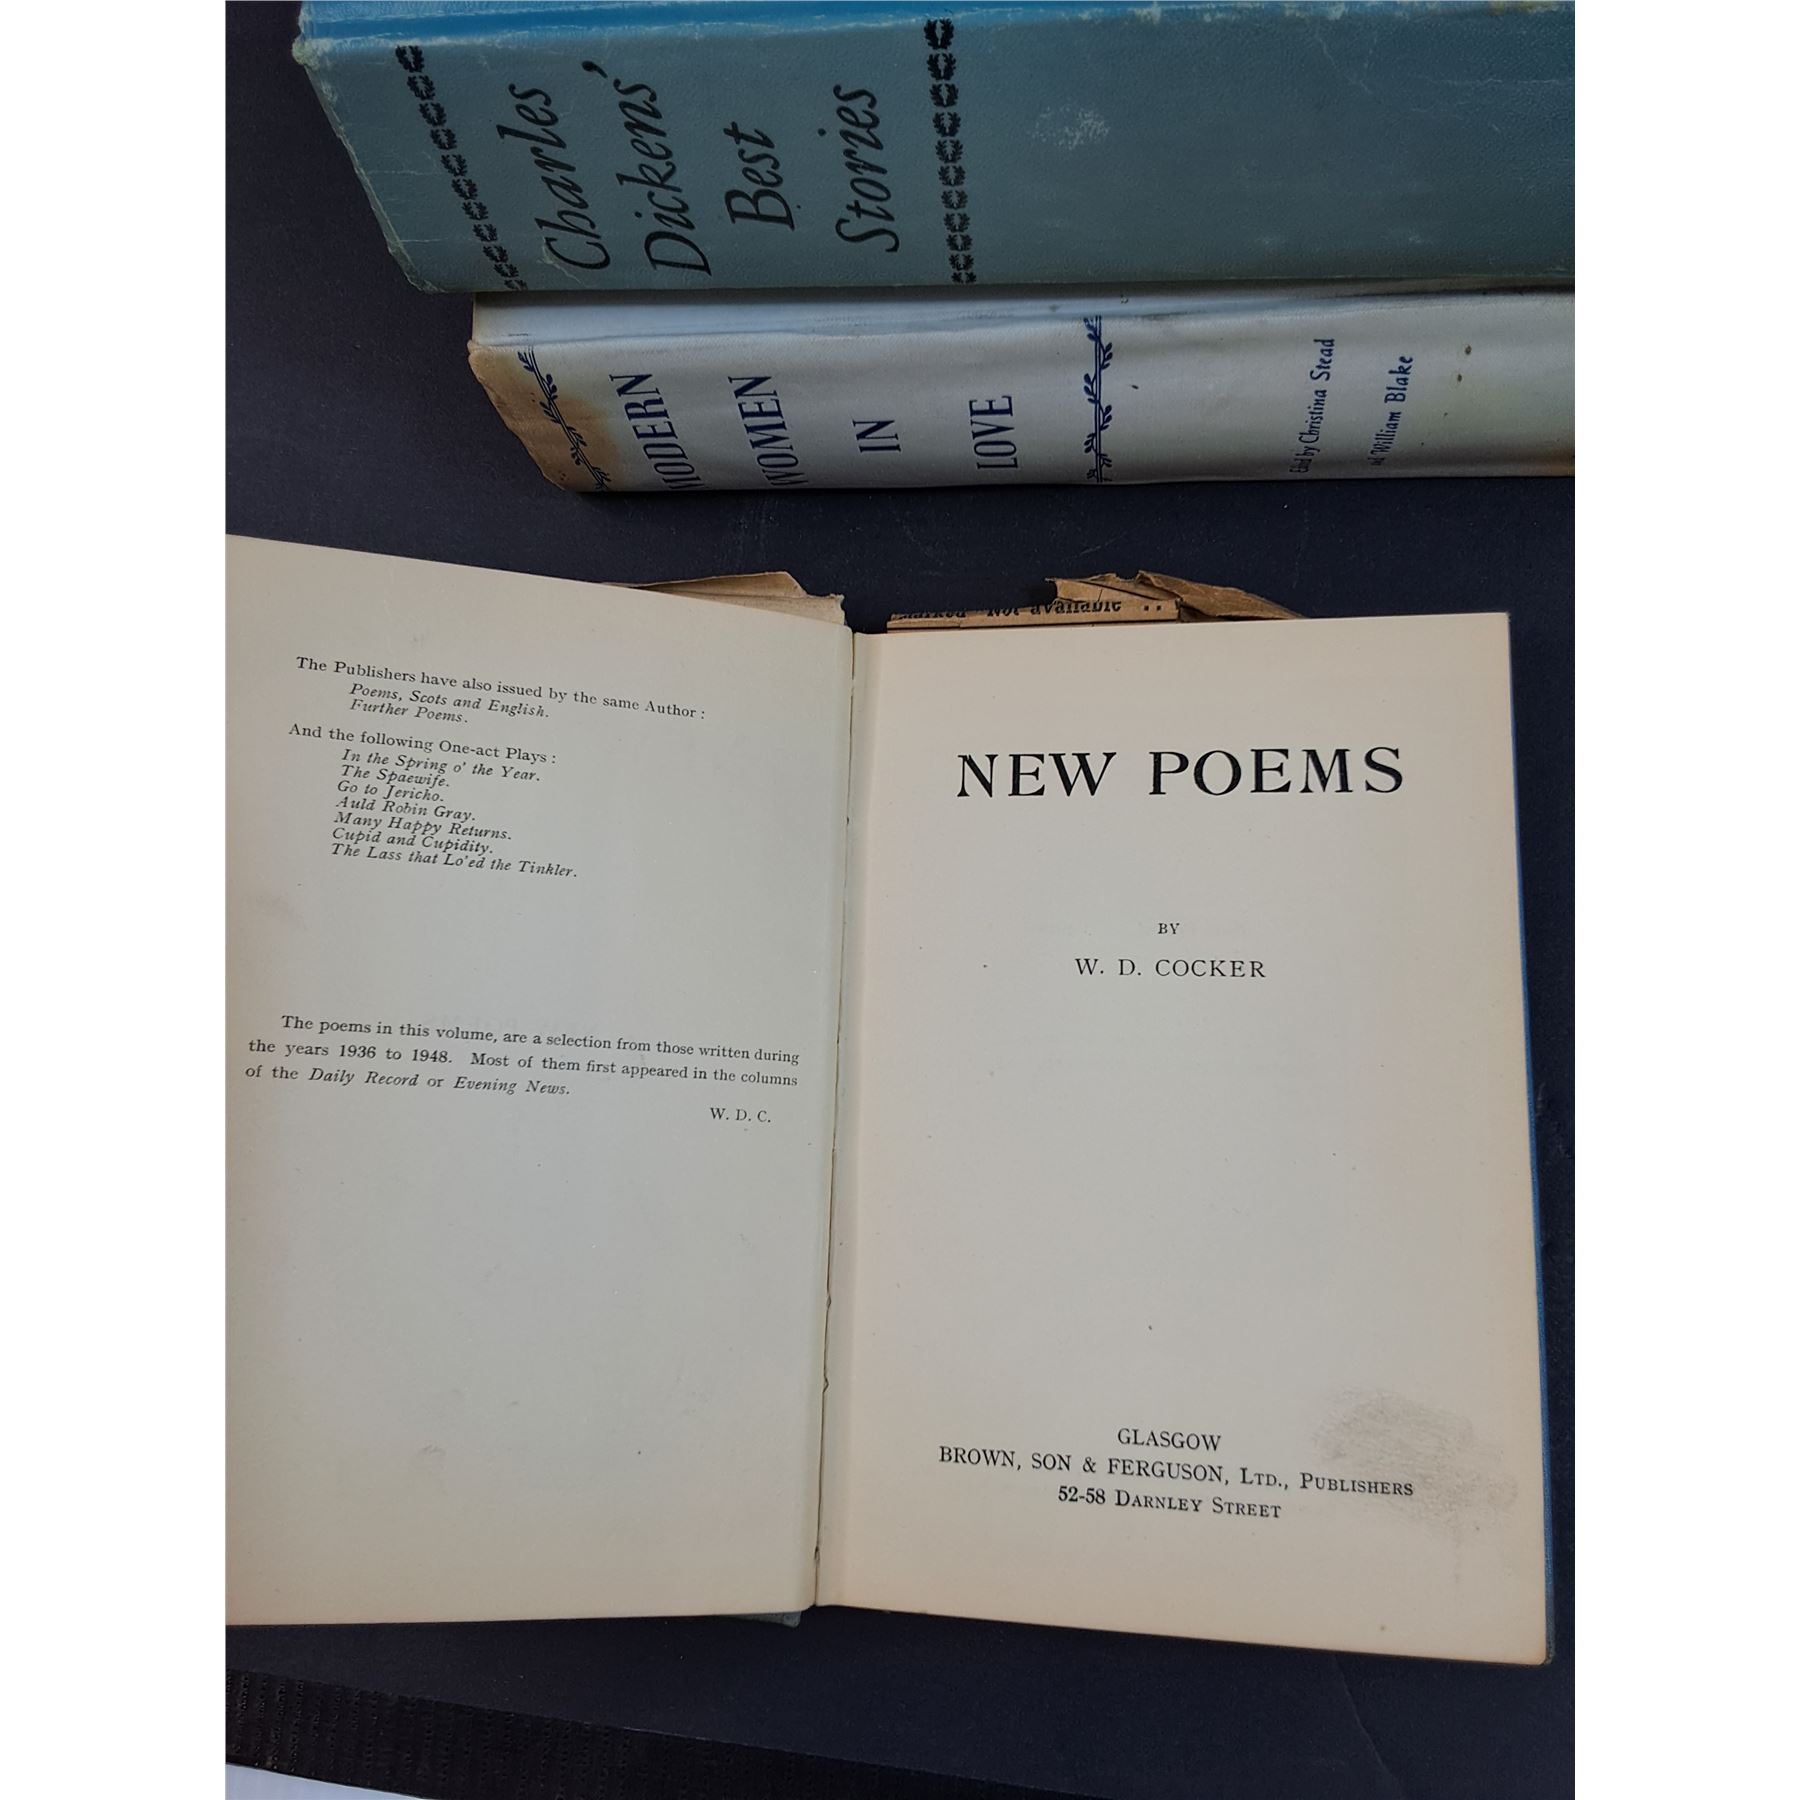 Charles
Dickens'
Best
Stories
MODERN
WOMEN
IN
LOVE
Edited by Christina Stead
and William Blake
Not available . .
The Publishers have also issued by the same Author :
Poems, Scots and English.
Further Poems.
And the following One-act Plays :
In the Spring o' the Year.
The Spaewife.
Go to Jericho.
Auld Robin Gray.
Many Happy Returns.
Cupid and Cupidity.
The Lass that Lo'ed the Tinkler.
The poems in this volume, are a selection from those written during
the years 1936 to 1948. Most of them first appeared in the columns
of the Daily Record or Evening News.
W. D. C.
NEW POEMS
BY
W. D. COCKER
GLASGOW
BROWN, SON & FERGUSON, LTD., PUBLISHERS
52-58 DARNLEY STREET